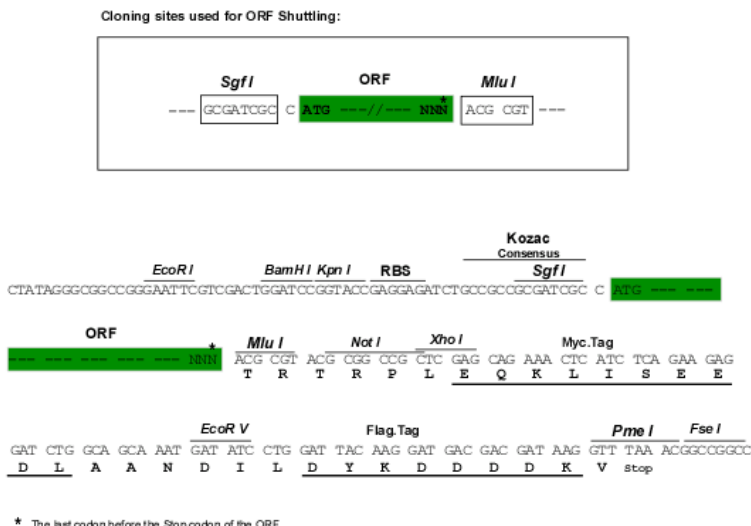 Cloning sites used for ORF Shuttling:
Sgf I ORF Mlu I
*
--- GCGATCGC C ATG ---//--- NNN ACG CGT ---
Kozac
Consensus
EcoR I BamH I Kpn I RBS Sgf I
CTATAGGGCGGCCGGGAATTCGTCGACTGGATCCGGTACCGAGGAGATCTGCCGCCGCGATCGC C ATG --- ---
ORF
* Mlu I Not I Xho I Myc.Tag
--- --- --- --- --- --- NNN ACG CGT ACG CGG CCG CTC GAG CAG AAA CTC ATC TCA GAA GAG
T R T R P L E Q K L I S E E
EcoR V Flag.Tag Pme I Fse I
GAT CTG GCA GCA AAT GAT ATC CTG GAT TAC AAG GAT GAC GAC GAT AAG GTT TAA ACGGCCGGCC
D L A A N D I L D Y K D D D D K V Stop
* The last codon before the Stop codon of the ORF